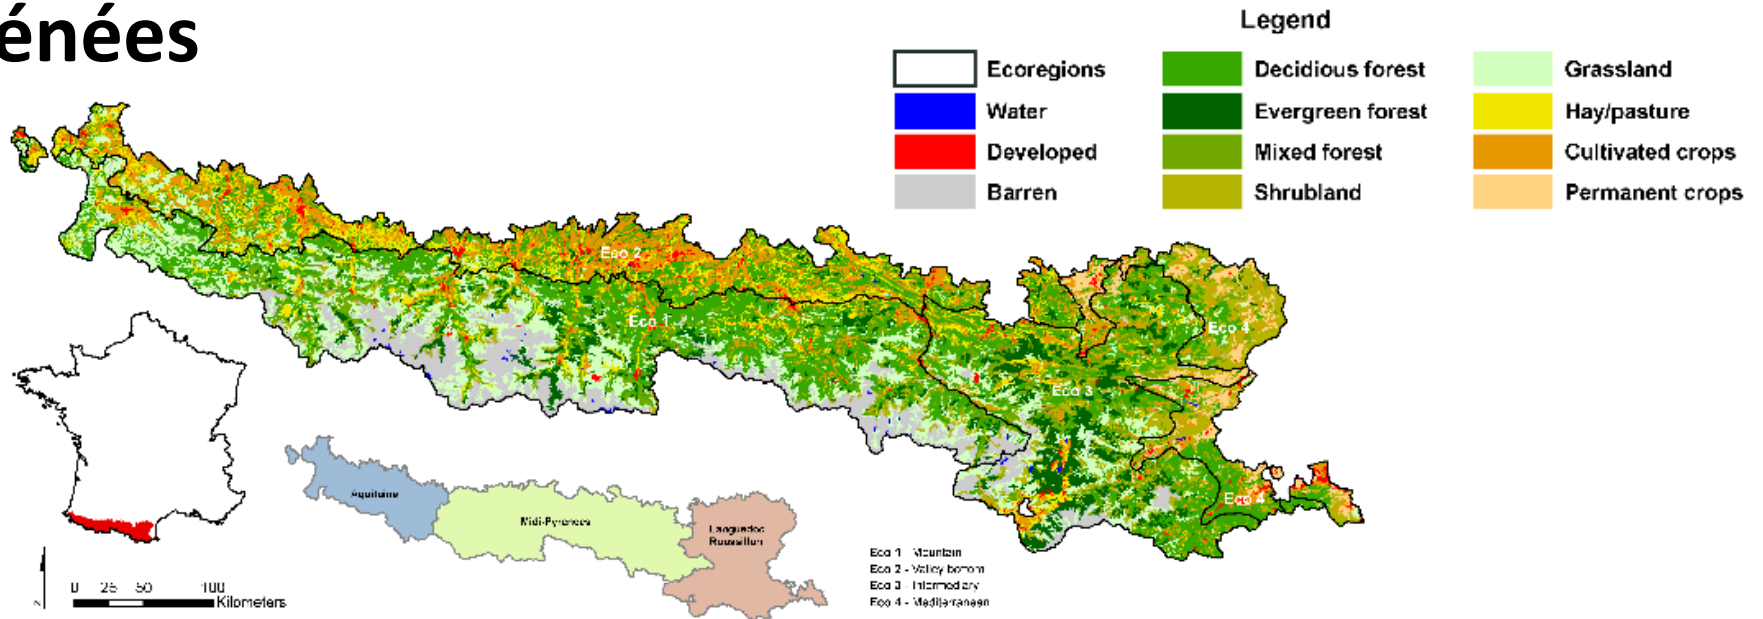 énées
Legend
Ecoregions
Water
Developed
Barren
Decidious forest
Evergreen forest
Mixed forest
Shrubland
Grassland
Hay/pasture
Cultivated crops
Permanent crops
Eco 2
Eco 1
Eco 4
Eco 3
Eco 4
Aquitaine
Midi-Pyrénées
Languedoc
Roussillon
Eco 1 - Mountain
Eco 2 - Valley bottom
Eco 3 - Intermediary
Eco 4 - Mediterranean
N
0 25 50 100
Kilometers